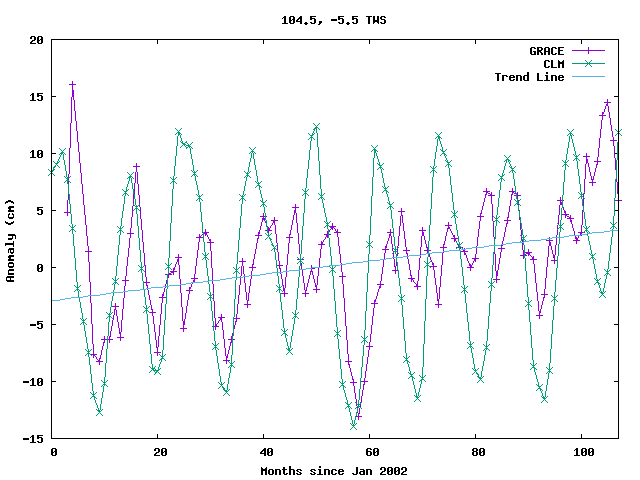 104.5, -5.5 TWS
GRACE
CLM
Trend Line
Anomaly (cm)
20
15
10
5
0
-5
-10
-15
0 20 40 60 80 100
Months since Jan 2002